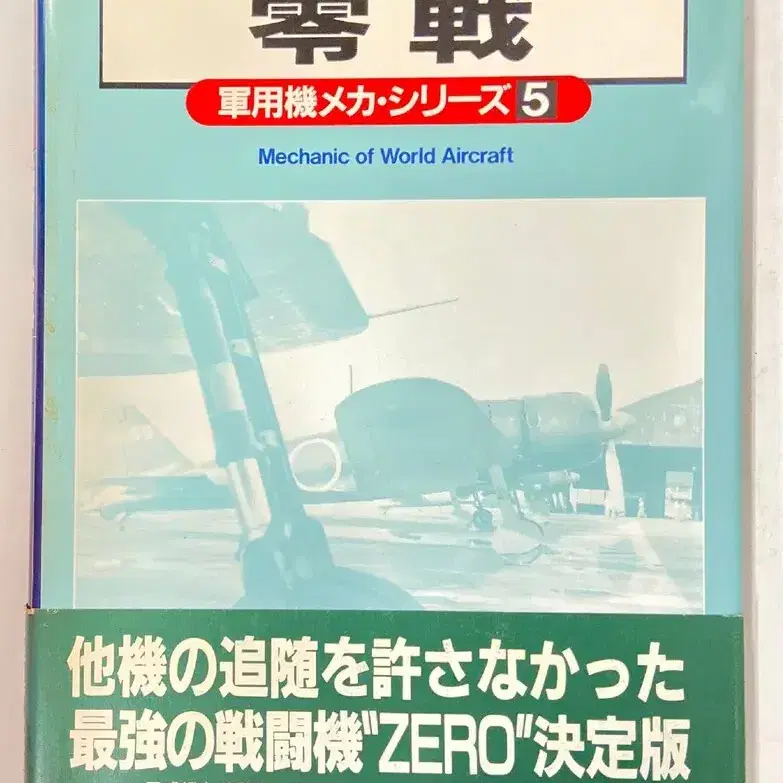 零戦
軍用機メカ・シリーズ5
Mechanic of World Aircraft
他機の追随を許さなかった
最強の戦闘機"ZERO"決定版